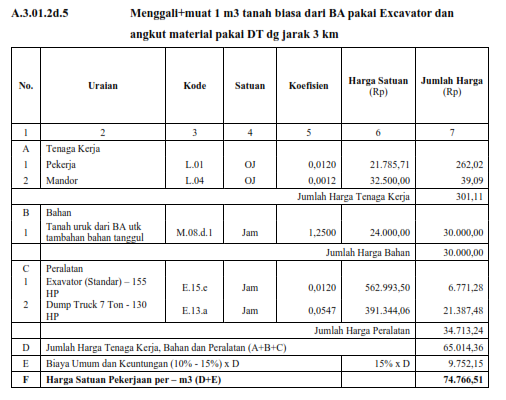 A.3.01.2d.5 Menggali+muat 1 m3 tanah biasa dari BA pakai Excavator dan
angkut material pakai DT dg jarak 3 km
No. Uraian Kode Satuan Koefisien Harga Satuan (Rp) Jumlah Harga (Rp)
1 2 3 4 5 6 7
A Tenaga Kerja
1 Pekerja L.01 OJ 0,0120 21.785,71 262,02
2 Mandor L.04 OJ 0,0012 32.500,00 39,09
Jumlah Harga Tenaga Kerja 301,11
B Bahan
1 Tanah uruk dari BA utk
tambahan bahan tanggul M.08.d.1 Jam 1,2500 24.000,00 30.000,00
Jumlah Harga Bahan 30.000,00
C Peralatan
1 Exavator (Standar) – 155
HP E.15.e Jam 0,0120 562.993,50 6.771,28
2 Dump Truck 7 Ton - 130
HP E.13.a Jam 0,0547 391.344,06 21.387,48
Jumlah Harga Peralatan 34.713,24
D Jumlah Harga Tenaga Kerja, Bahan dan Peralatan (A+B+C) 65.014,36
E Biaya Umum dan Keuntungan (10% - 15%) x D 15% x D 9.752,15
F Harga Satuan Pekerjaan per – m3 (D+E) 74.766,51